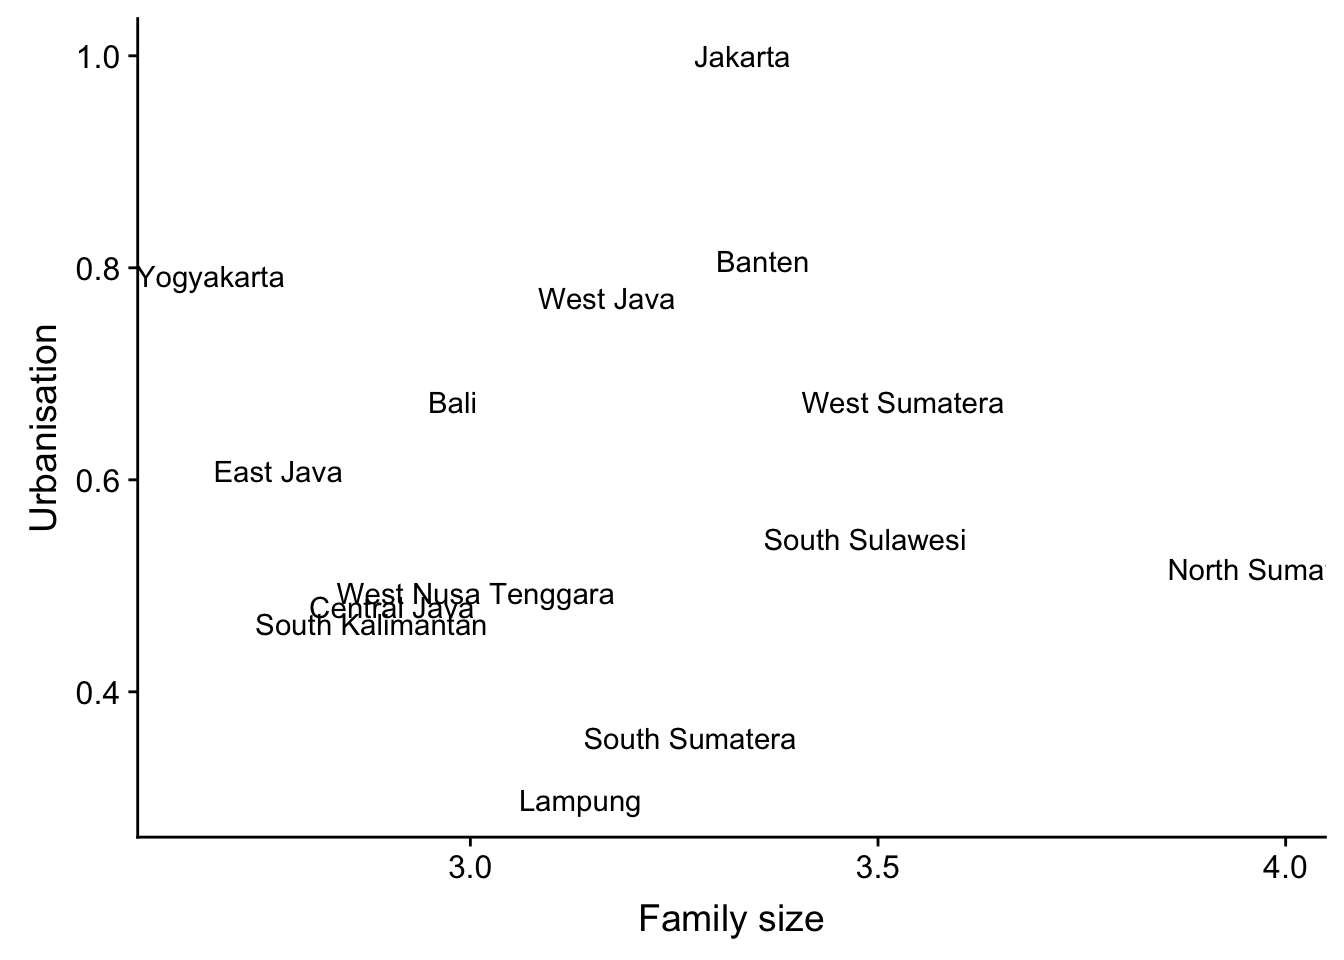 1.0
Jakarta
0.8
Banten
Yogyakarta
West Java
Bali
West Sumatera
East Java
0.6
Urbanisation
South Sulawesi
North Suma
West Nusa Tenggara
Central Java
South Kalimantan
0.4
South Sumatera
Lampung
3.0
3.5
4.0
Family size